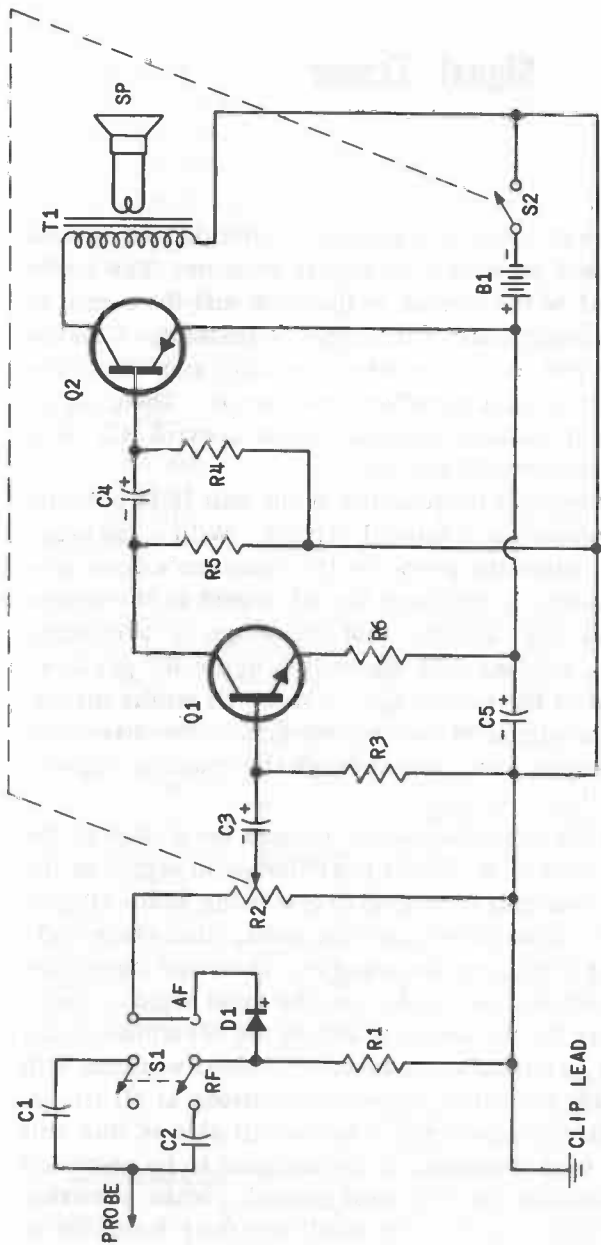 C1
T1
Q2
SP
C4
- +
PROBE
C2
S1
AF
RF
Q1
R5
R4
C3
+
D1
+
R2
R1
R3
R6
B1
+ -
C5
- +
S2
CLIP LEAD